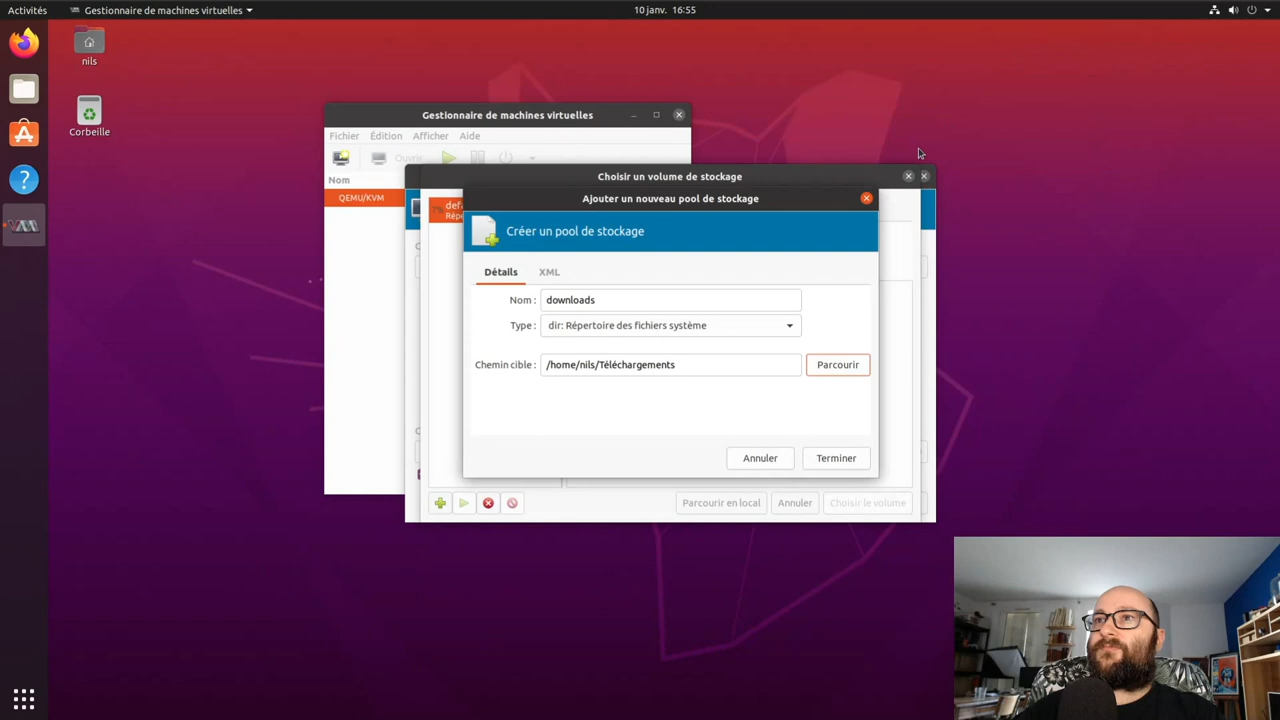 Activités
Gestionnaire de machines virtuelles
10 janv. 16:55
nils
Corbeille
Gestionnaire de machines virtuelles
Fichier Édition Afficher Aide
Ouvrir
Nom
QEMU/KVM
Choisir un volume de stockage
Ajouter un nouveau pool de stockage
Créer un pool de stockage
Détails XML
Nom : downloads
Type : dir: Répertoire des fichiers système
Chemin cible : /home/nils/Téléchargements Parcourir
Annuler Terminer
Parcourir en local Annuler Choisir le volume